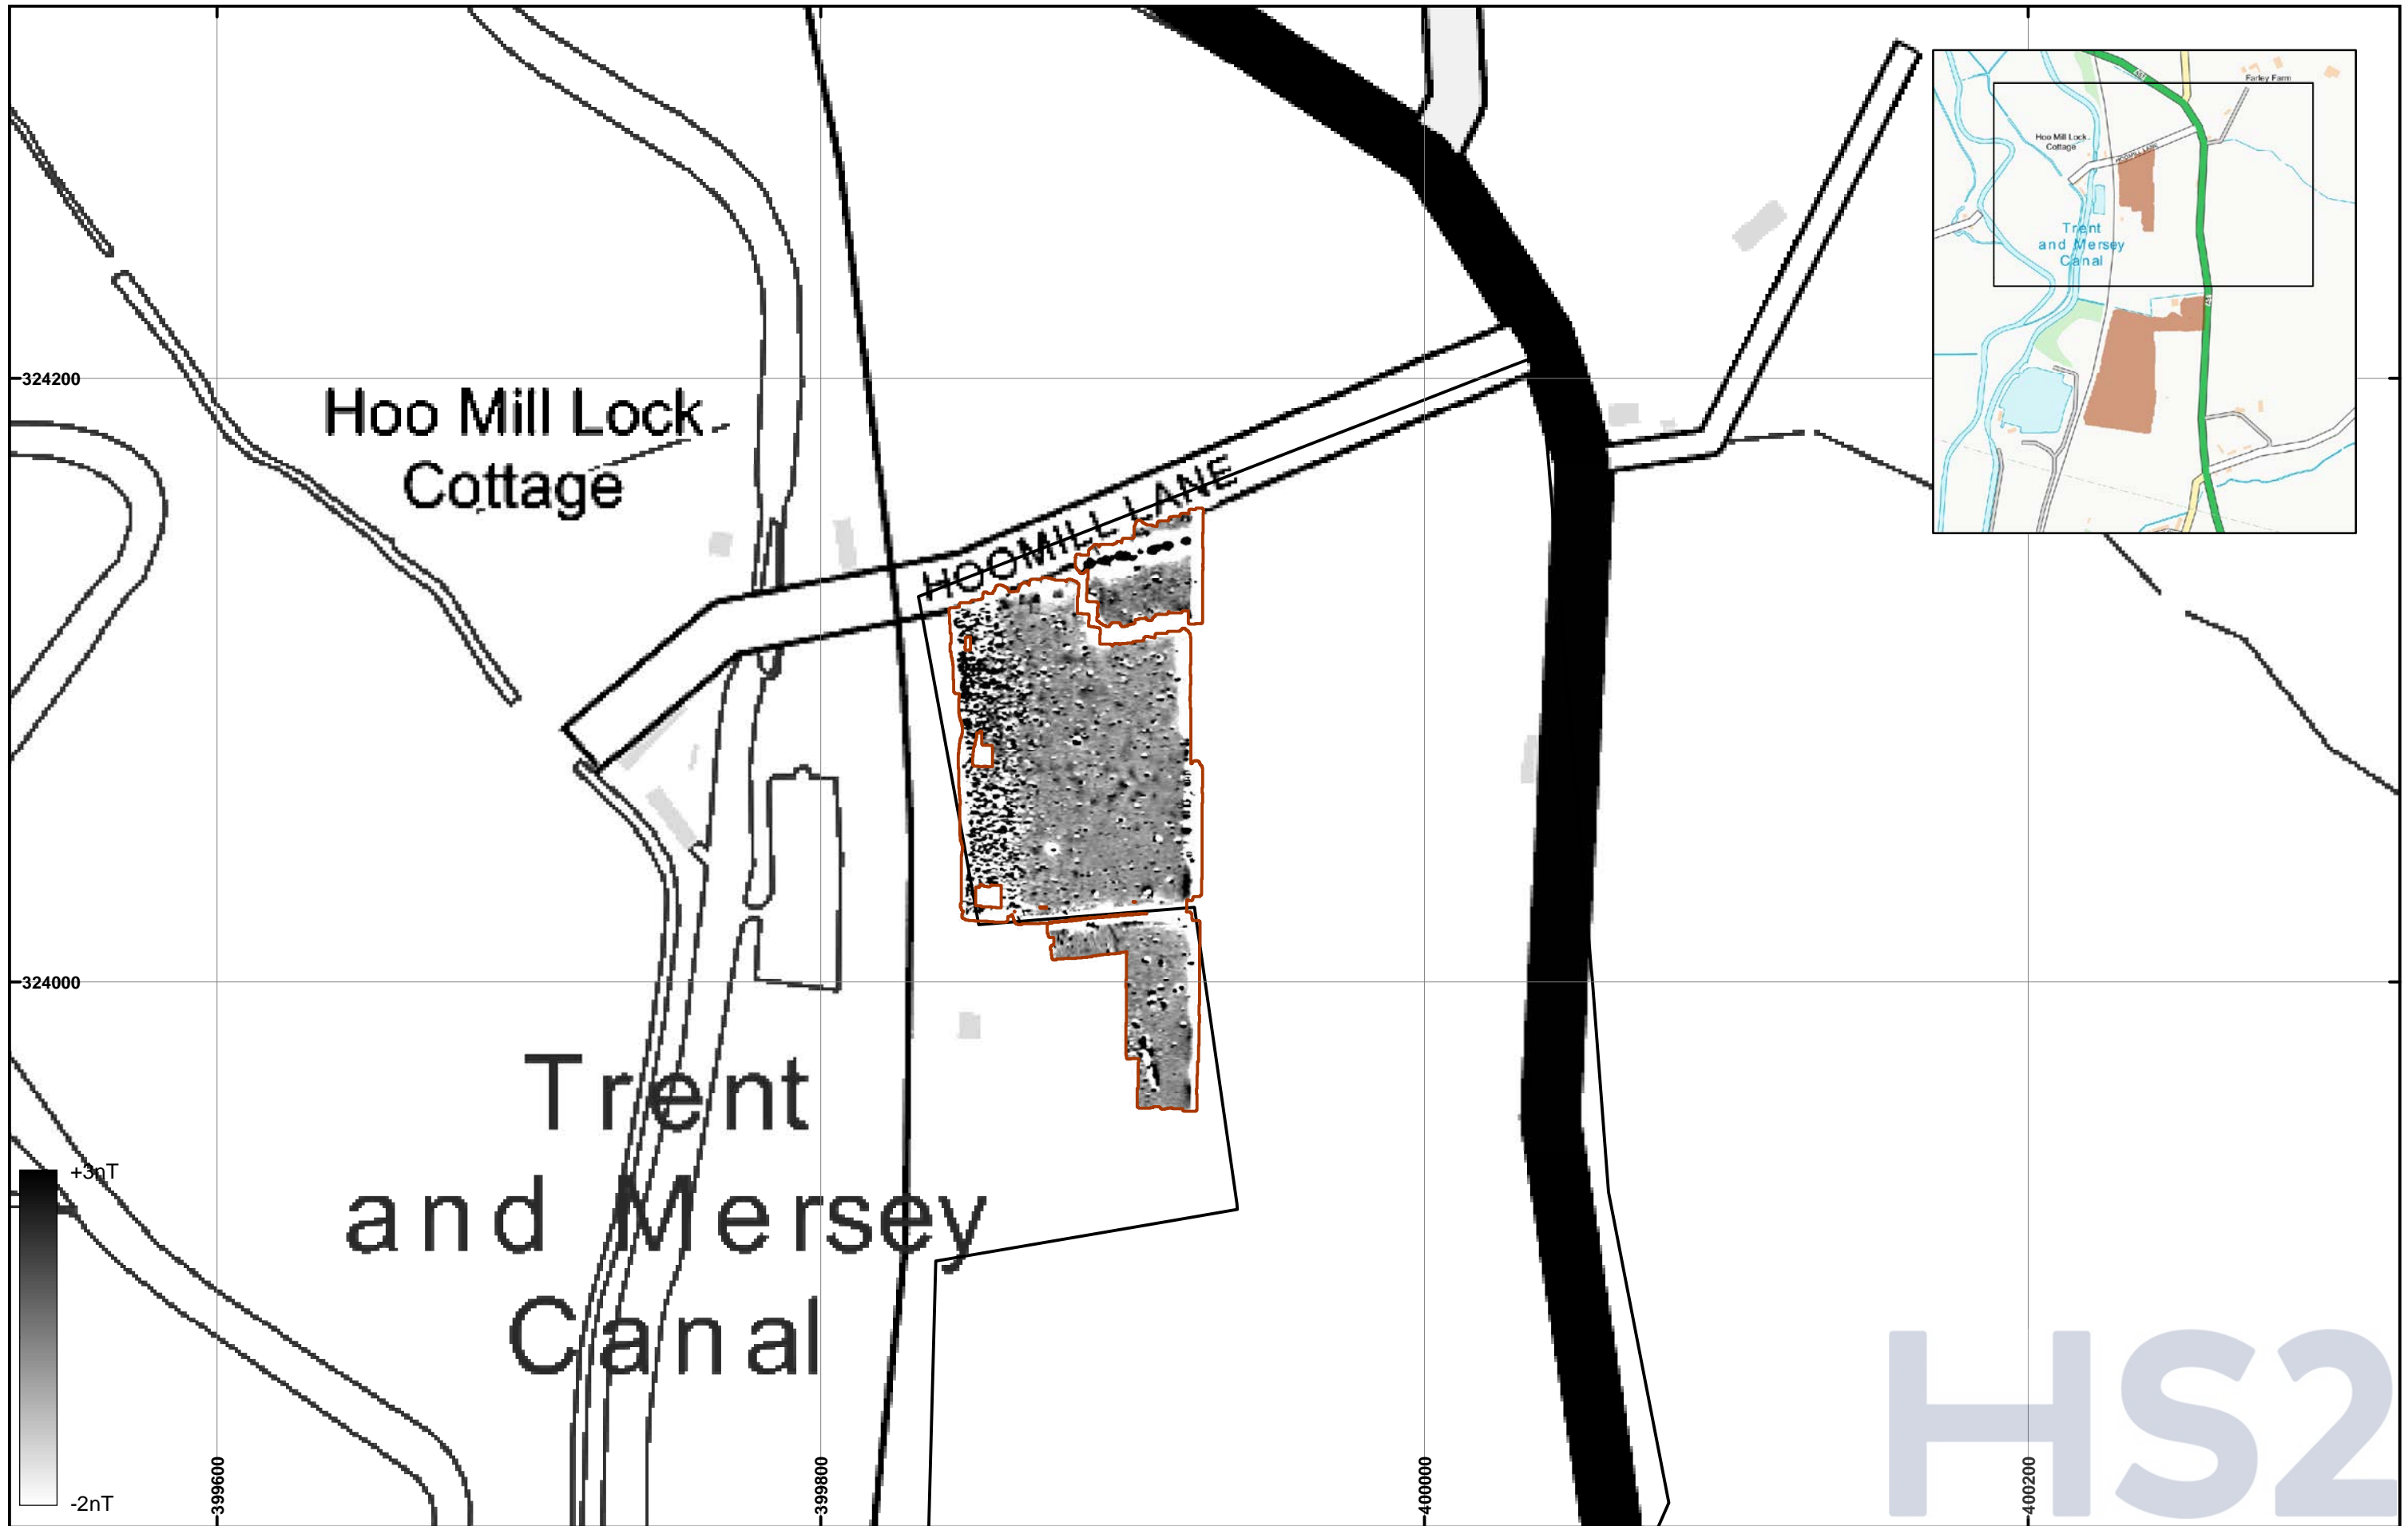 324200
Hoo Mill Lock
Cottage
HOOMILL LANE
324000
Trent
and Mersey
Canal
+3nT
-2nT
399600
399800
400000
400200
HS2
Farley Farm
Hoo Mill Lock
Cottage
Trent
and Mersey
Canal